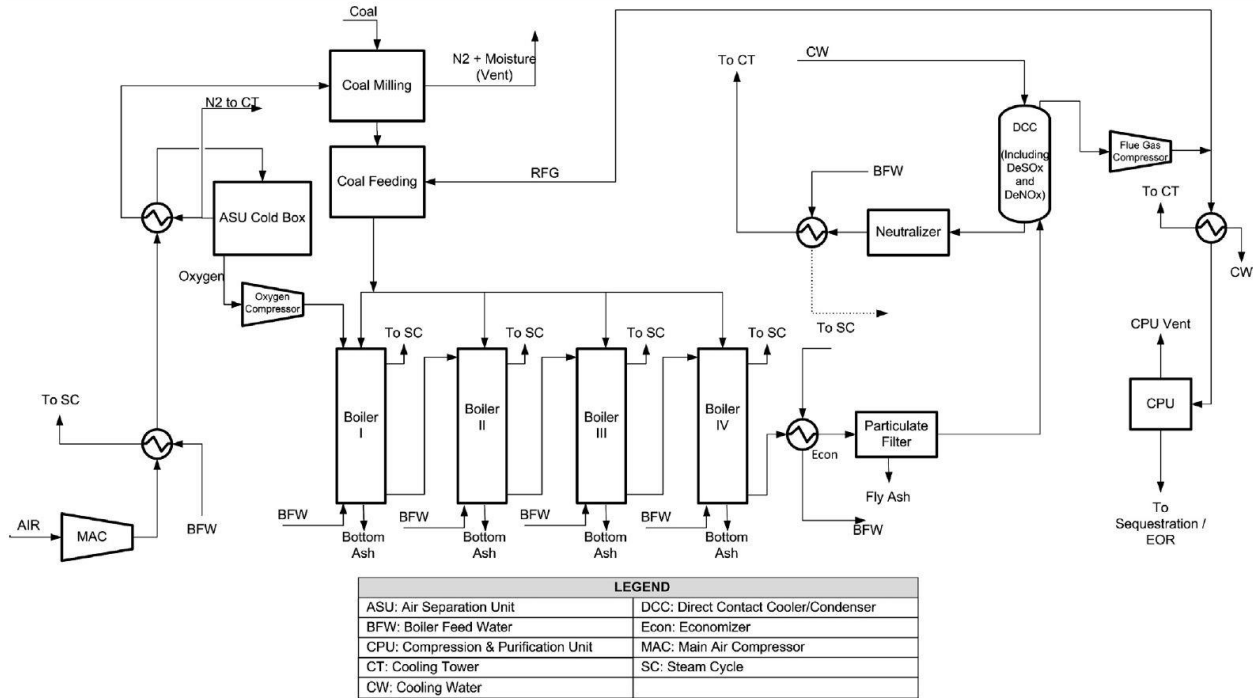 Coal
Coal Milling
N2 + Moisture
(Vent)
N2 to CT
ASU Cold Box
Coal Feeding
RFG
Oxygen
Oxygen
Compressor
To SC
AIR
MAC
BFW
CW
To CT
DCC
(Including
DeSOx
and
DeNOx)
Flue Gas
Compressor
BFW
Neutralizer
To SC
To CT
CW
CPU Vent
CPU
To
Sequestration /
EOR
Boiler
I
To SC
Boiler
II
To SC
Boiler
III
To SC
Boiler
IV
To SC
Econ
Particulate
Filter
Fly Ash
BFW
BFW
Bottom
Ash
BFW
Bottom
Ash
BFW
Bottom
Ash
BFW
Bottom
Ash
LEGEND
ASU: Air Separation Unit
DCC: Direct Contact Cooler/Condenser
BFW: Boiler Feed Water
Econ: Economizer
CPU: Compression & Purification Unit
MAC: Main Air Compressor
CT: Cooling Tower
SC: Steam Cycle
CW: Cooling Water